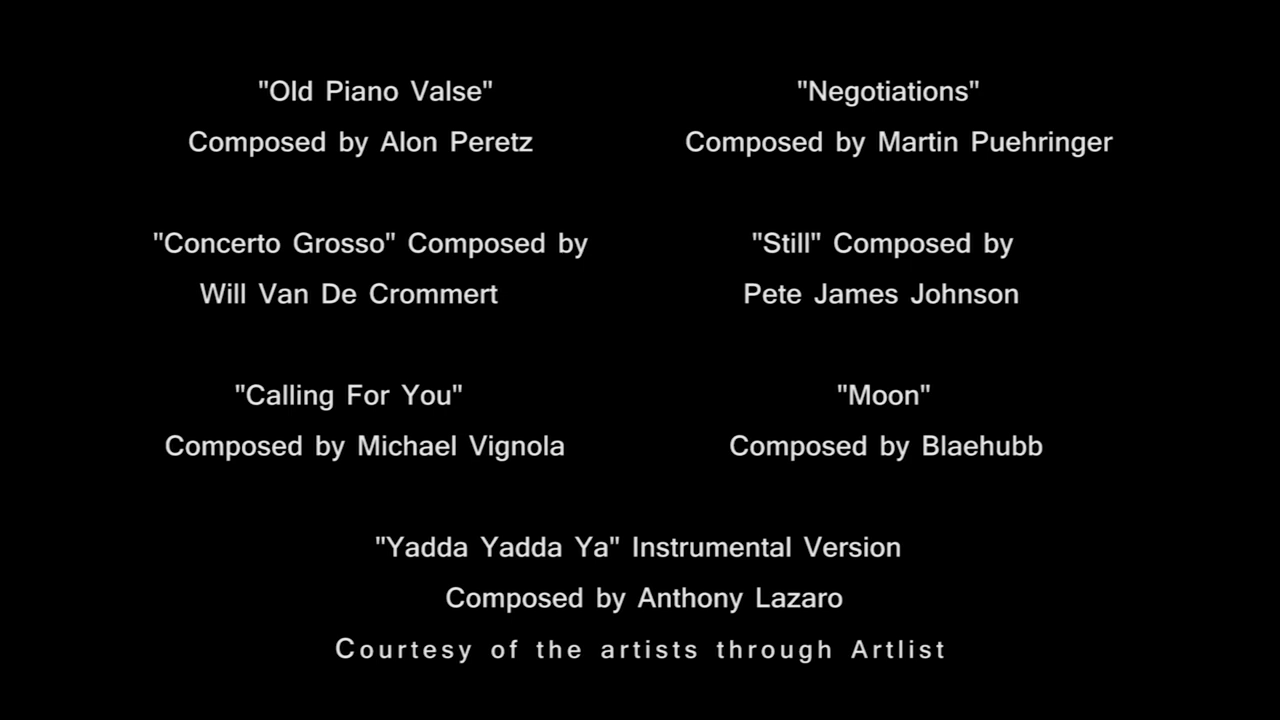 "Old Piano Valse"
Composed by Alon Peretz
"Negotiations"
Composed by Martin Puehringer
"Concerto Grosso" Composed by
Will Van De Crommert
"Still" Composed by
Pete James Johnson
"Calling For You"
Composed by Michael Vignola
"Moon"
Composed by Blaehubb
"Yadda Yadda Ya" Instrumental Version
Composed by Anthony Lazaro
Courtesy of the artists through Artlist